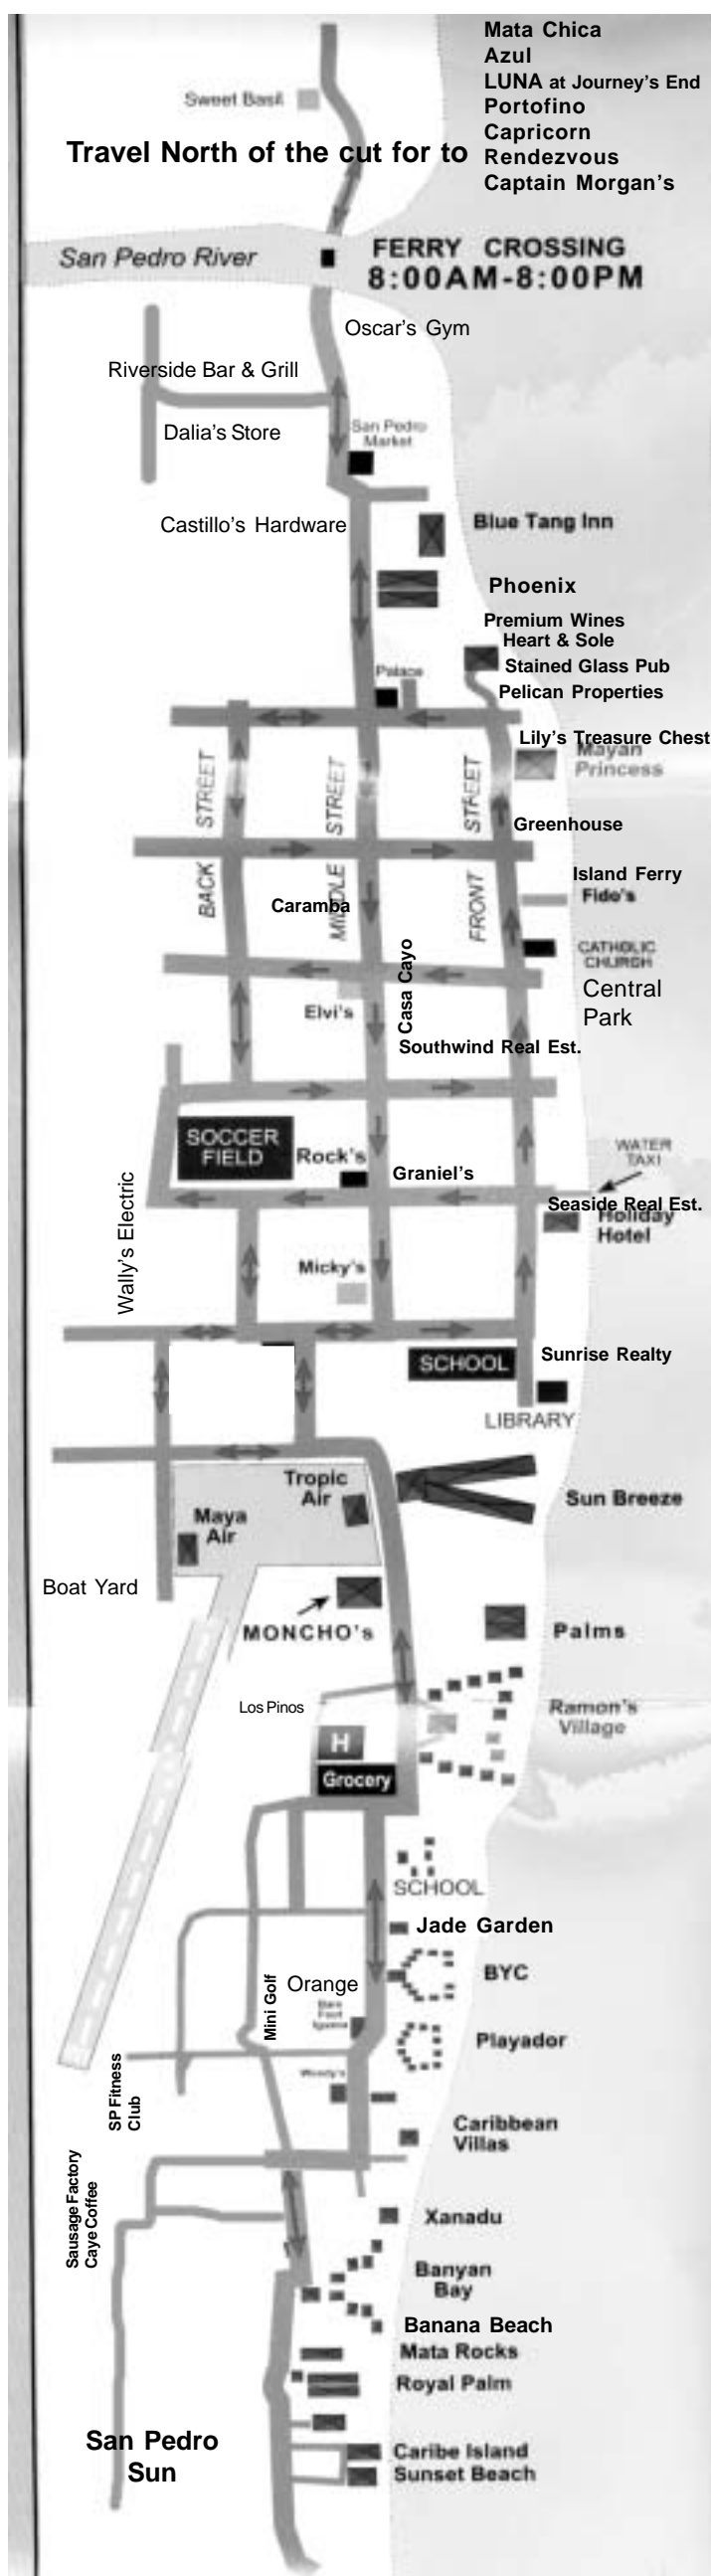 Mata Chica
Azul
LUNA at Journey's End
Portofino
Capricorn
Rendezvous
Captain Morgan's
Sweet Basil
Travel North of the cut for to
San Pedro River
FERRY CROSSING
8:00AM-8:00PM
Oscar's Gym
Riverside Bar & Grill
Dalia's Store
San Pedro
Market
Castillo's Hardware
Blue Tang Inn
Phoenix
Premium Wines
Heart & Sole
Stained Glass Pub
Pelican Properties
Palace
Lily's Treasure Chest
Mayan
Princess
BACK STREET
MIDDLE STREET
FRONT STREET
Greenhouse
Island Ferry
Fido's
Caramba
CATHOLIC
CHURCH
Central
Park
Casa Cayo
Elvi's
Southwind Real Est.
SOCCER
FIELD
Rock's
Graniel's
WATER
TAXI
Seaside Real Est.
Holiday
Hotel
Wally's Electric
Micky's
SCHOOL
Sunrise Realty
LIBRARY
Tropic
Air
Maya
Air
Sun Breeze
Boat Yard
MONCHO's
Palms
Los Pinos
Ramon's
Village
H
Grocery
SCHOOL
Jade Garden
BYC
Orange
Mini Golf
Bare
Foot
Iguana
Playador
Woody's
SP Fitness
Club
Caribbean
Villas
Sausage Factory
Caye Coffee
Xanadu
Banyan
Bay
Banana Beach
Mata Rocks
Royal Palm
San Pedro
Sun
Caribe Island
Sunset Beach